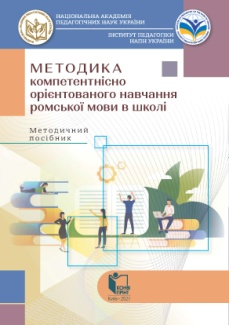 НАЦІОНАЛЬНА АКАДЕМІЯ
ПЕДАГОГІЧНИХ НАУК УКРАЇНИ
ІНСТИТУТ ПЕДАГОГІКИ
НАПН УКРАЇНИ
МЕТОДИКА
компетентнісно
орієнтованого навчання
ромської мови в школі
Методичний
посібник